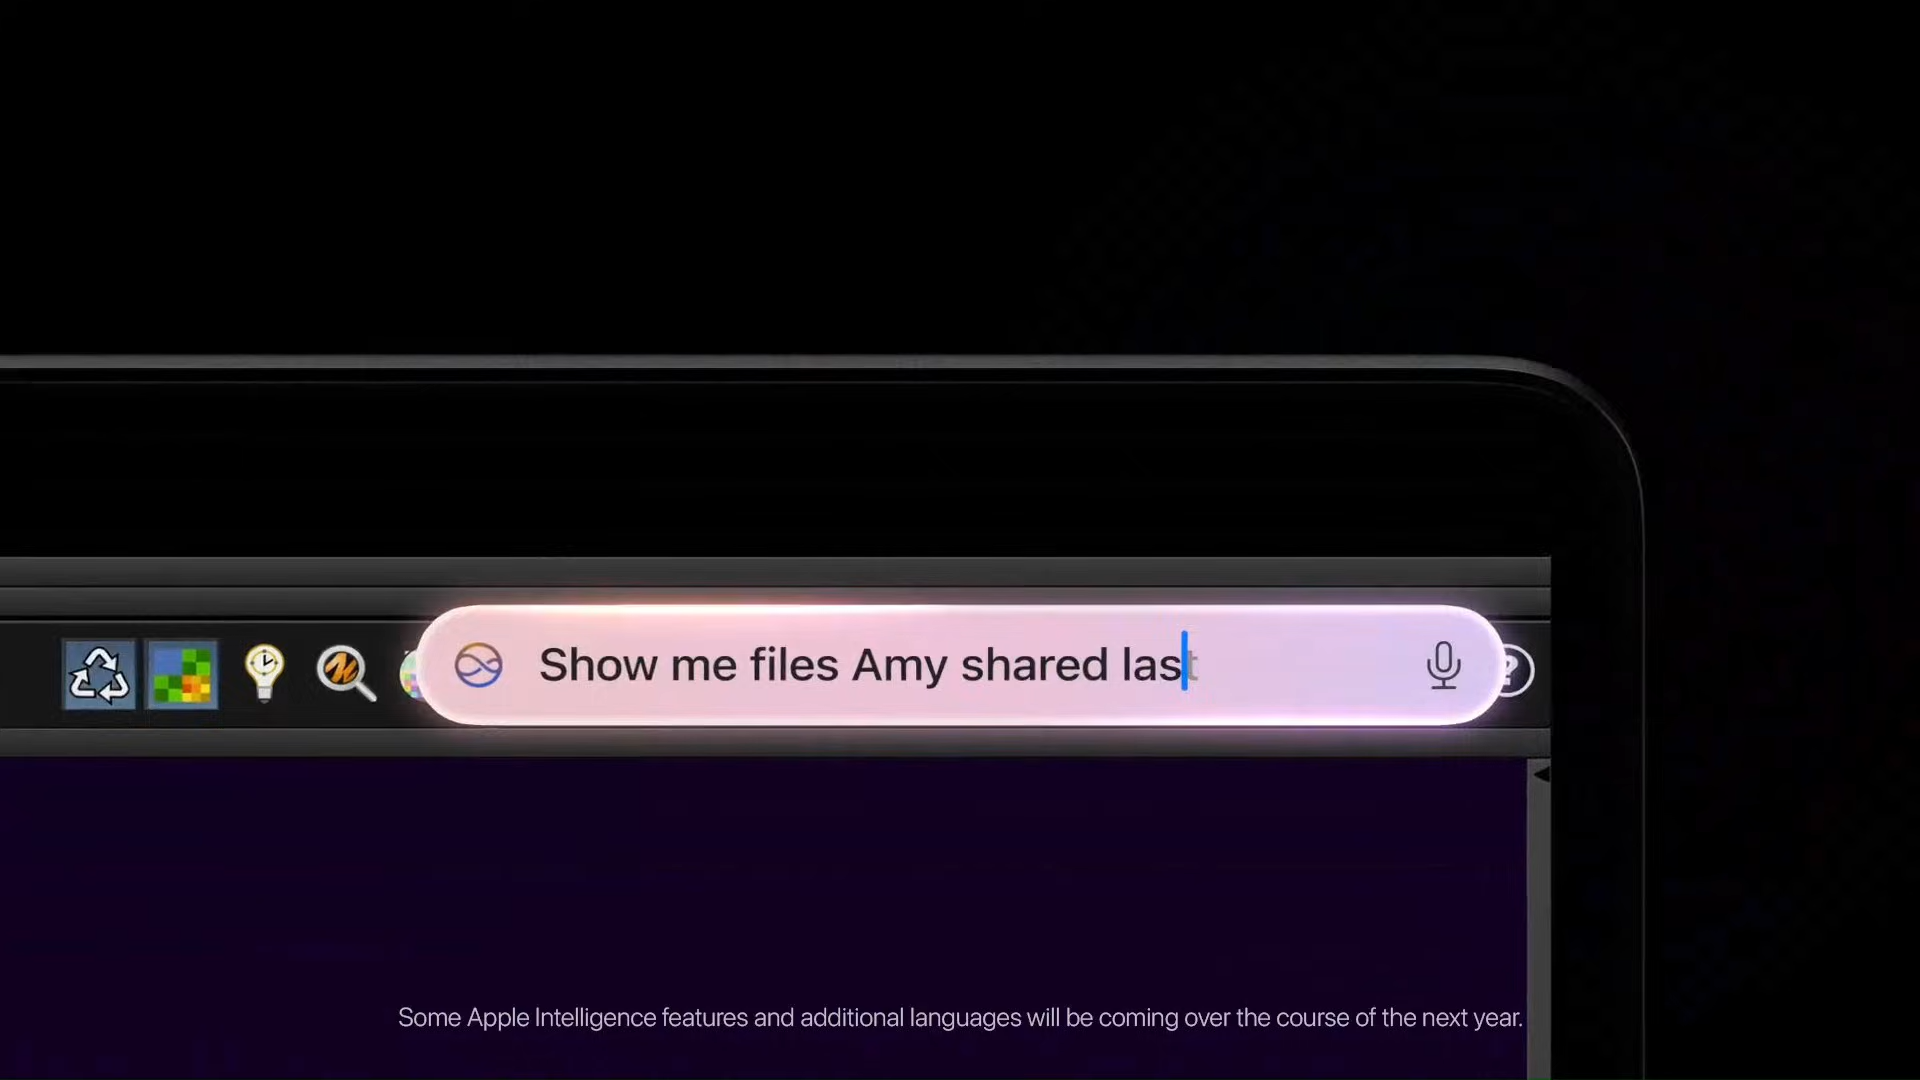 Show me files Amy shared last
Some Apple Intelligence features and additional languages will be coming over the course of the next year.